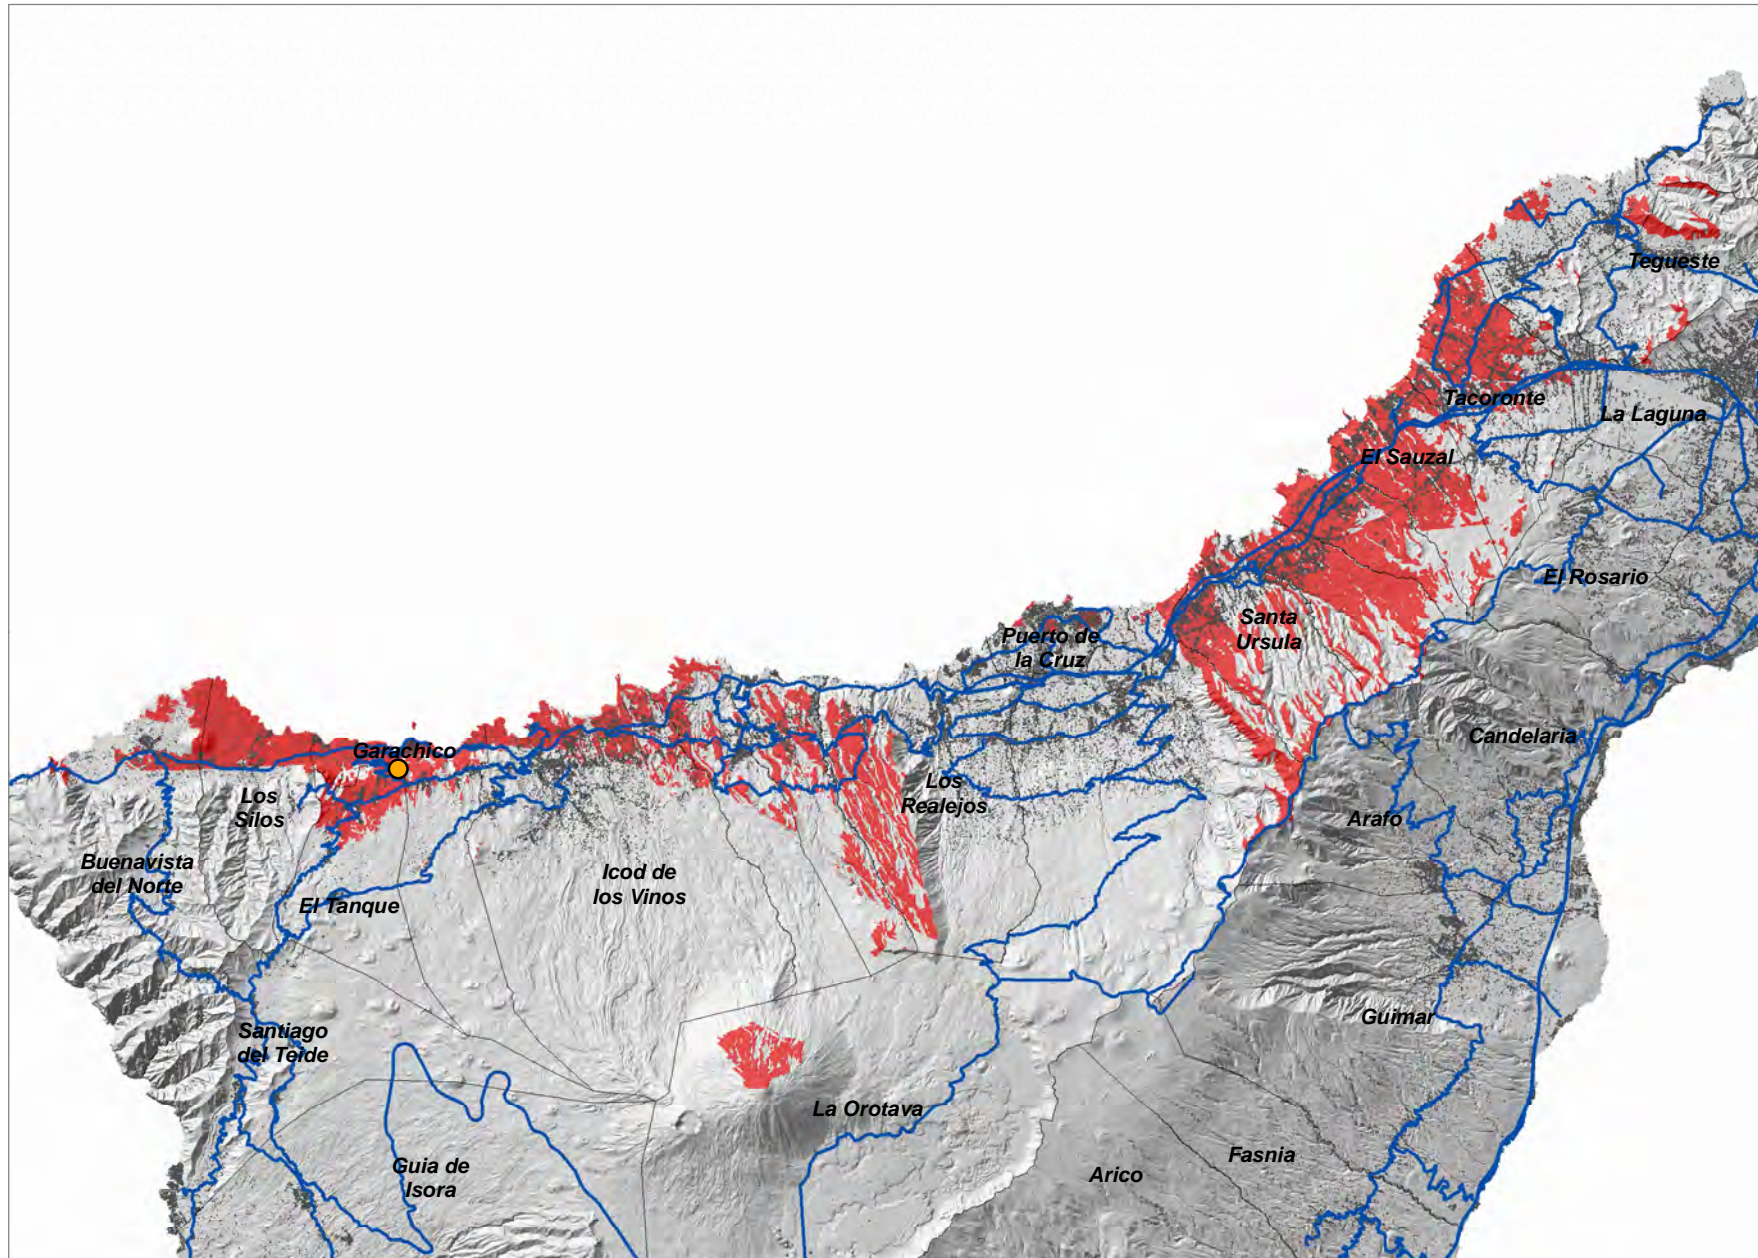 Tegueste
Tacoronte
La Laguna
El Sauzal
El Rosario
Santa
Ursula
Puerto de
la Cruz
Candelaria
Garachico
Los
Silos
Los
Realejos
Arafo
Buenavista
del Norte
Icod de
los Vinos
El Tanque
Guimar
Santiago
del Teide
La Orotava
Guia de
Isora
Fasnia
Arico